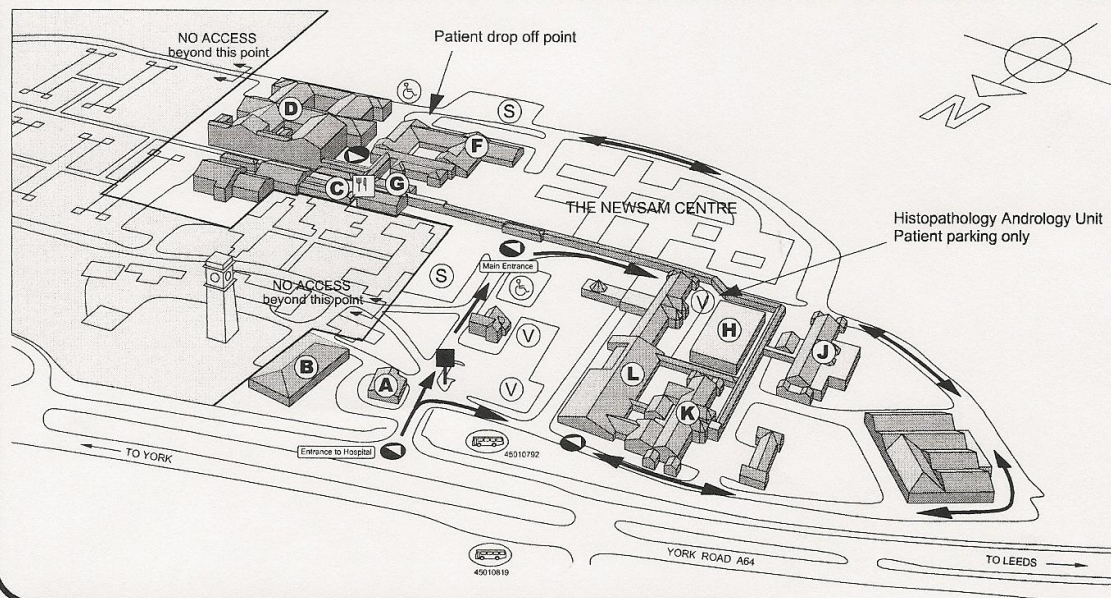 NO ACCESS
beyond this point
Patient drop off point
D
S
F
N
C
G
THE NEWSAM CENTRE
Histopathology Andrology Unit
Patient parking only
Main Entrance
S
NO ACCESS
beyond this point
V
H
V
J
B
L
A
V
K
Entrance to Hospital
45010792
TO YORK
YORK ROAD A64
TO LEEDS
45010819